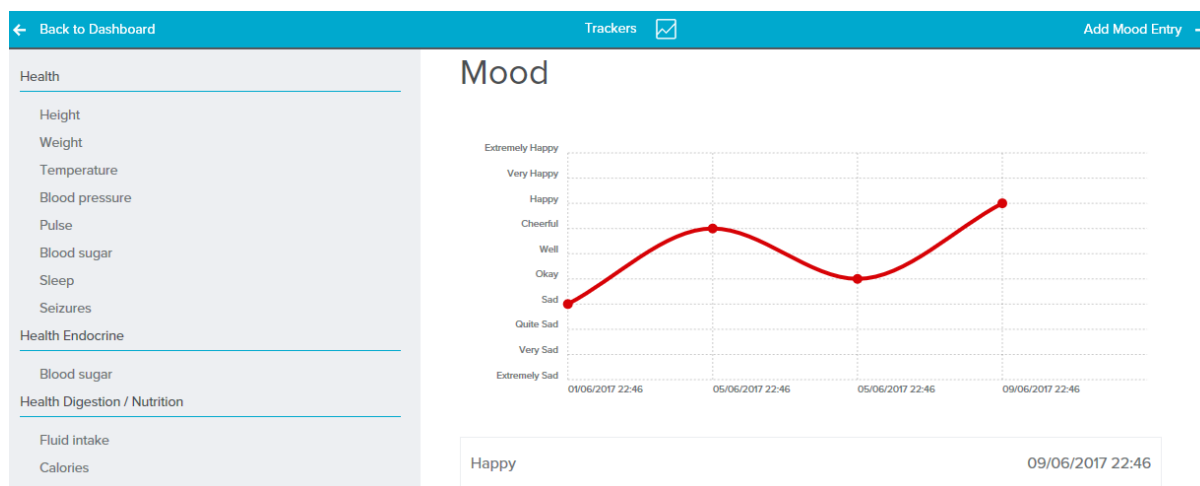 Back to Dashboard
Trackers
Add Mood Entry
Health
Height
Weight
Temperature
Blood pressure
Pulse
Blood sugar
Sleep
Seizures
Health Endocrine
Blood sugar
Health Digestion / Nutrition
Fluid intake
Calories
Mood
Extremely Happy
Very Happy
Happy
Cheerful
Well
Okay
Sad
Quite Sad
Very Sad
Extremely Sad
01/06/2017 22:46 05/06/2017 22:46 05/06/2017 22:46 09/06/2017 22:46
Happy 09/06/2017 22:46